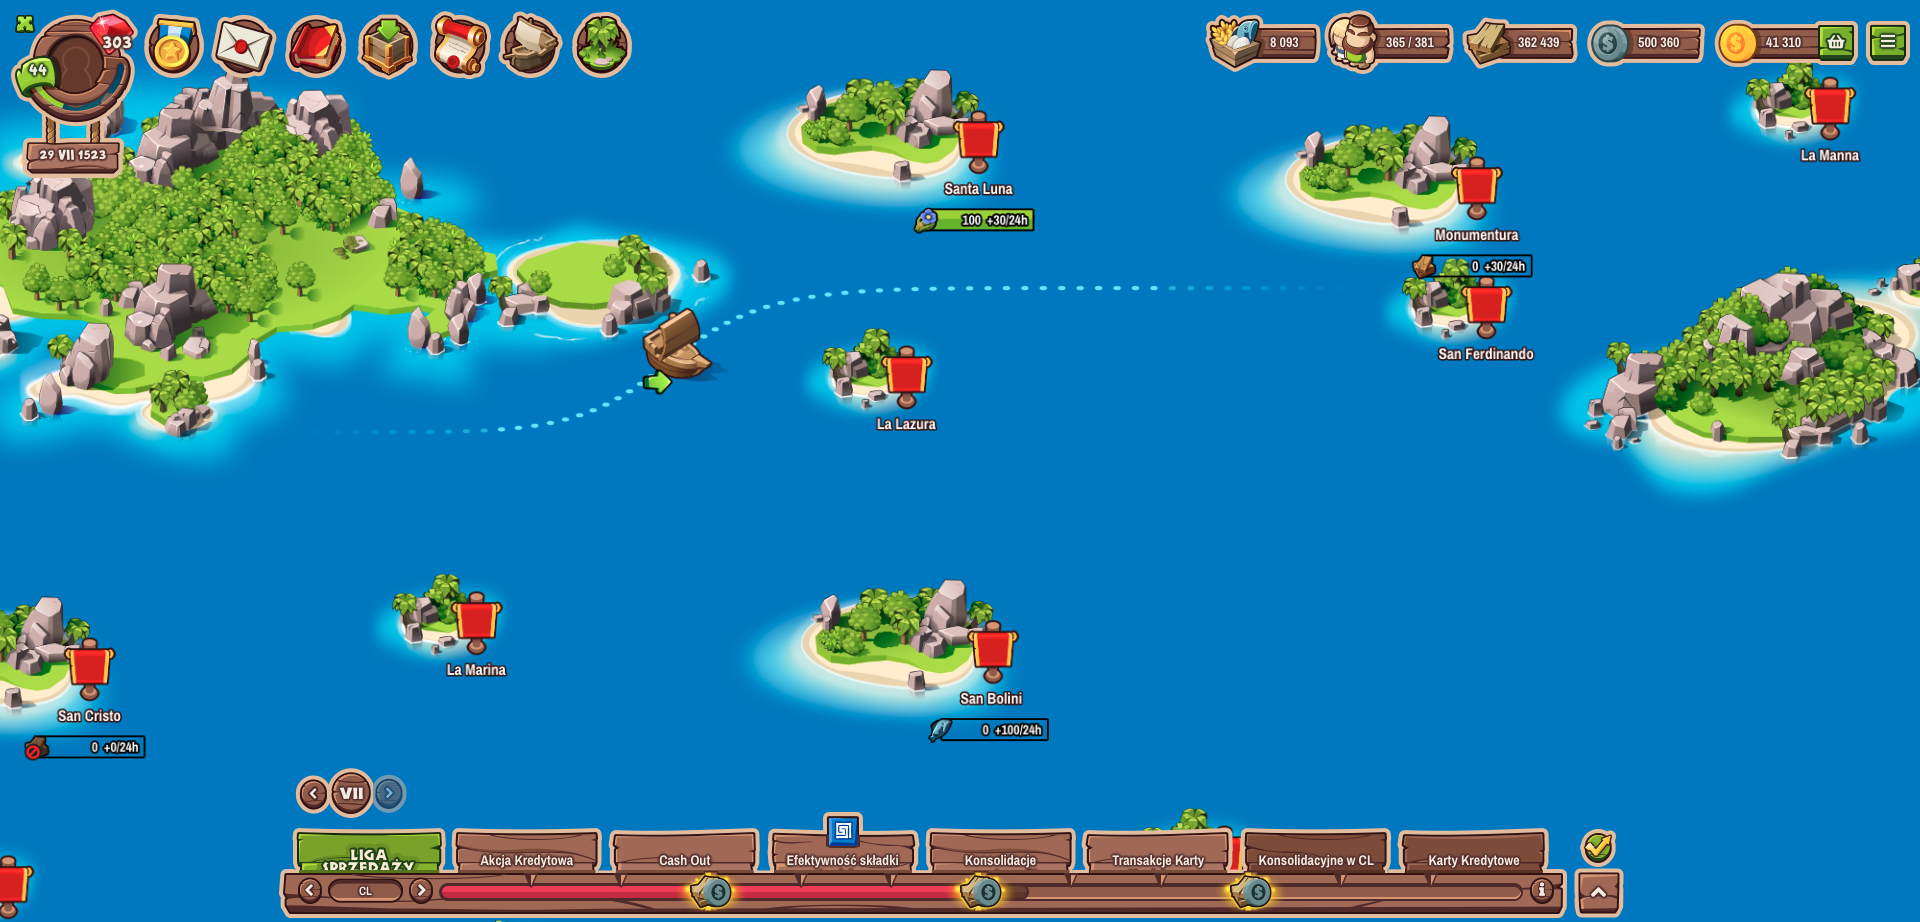 303
44
29 VII 1523
8 093
365 / 381
362 439
500 360
41 310
La Manna
Santa Luna
100 +30/24h
Monumentura
0 +30/24h
San Ferdinando
La Lazura
La Marina
San Cristo
0 +0/24h
San Bolini
0 +100/24h
VII
LIGA
SPRZEDAŻY
Akcja Kredytowa
Cash Out
Efektywność składki
Konsolidacje
Transakcje Karty
Konsolidacyjne w CL
Karty Kredytowe
CL